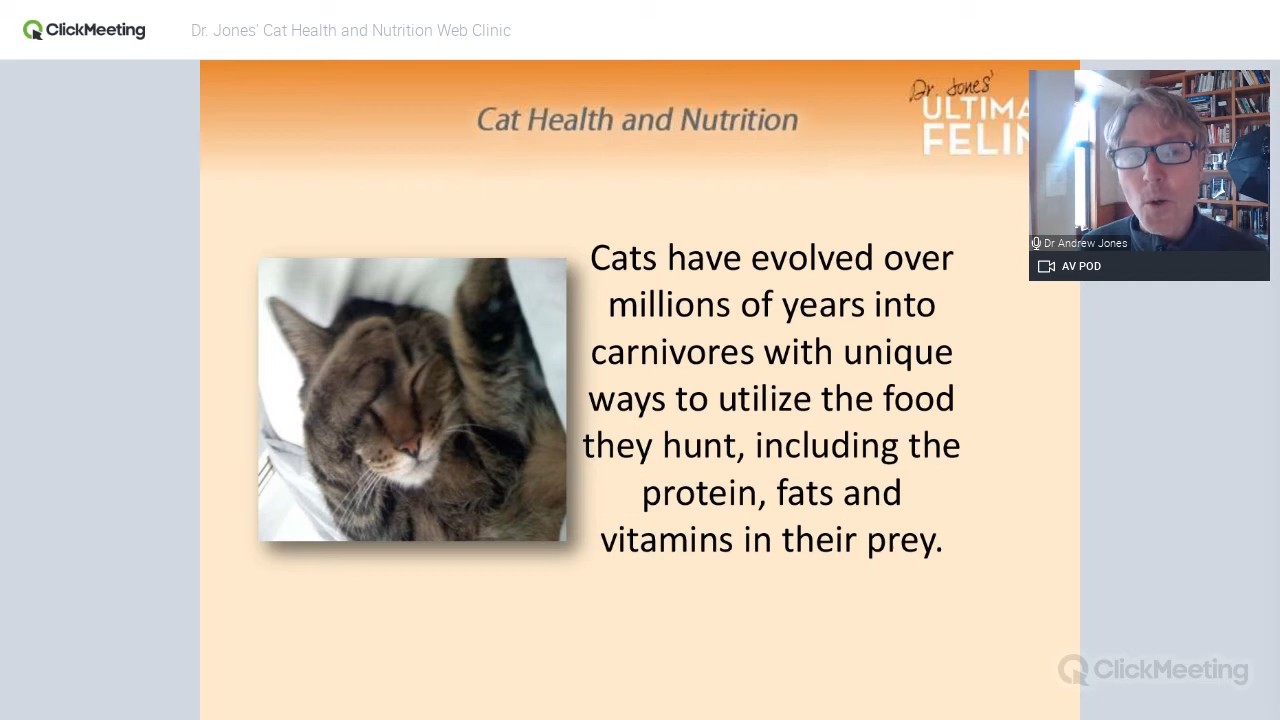 ClickMeeting
Dr. Jones' Cat Health and Nutrition Web Clinic
Cat Health and Nutrition
Dr. Jones'
ULTIMA
FELIN
Dr Andrew Jones
AV POD
Cats have evolved over
millions of years into
carnivores with unique
ways to utilize the food
they hunt, including the
protein, fats and
vitamins in their prey.
ClickMeeting